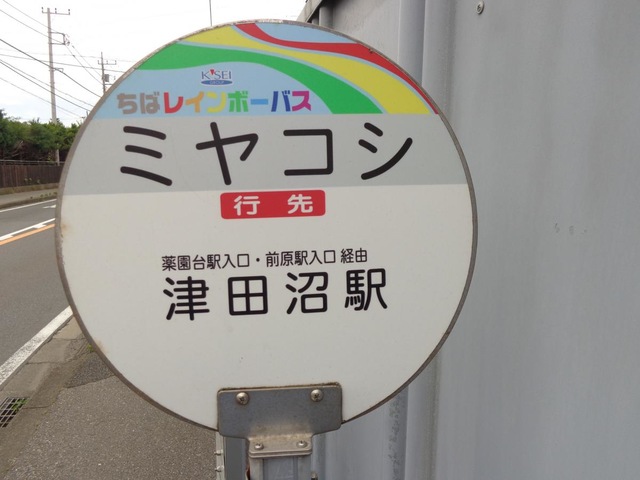 K'SEI
ちばレインボーバス
ミヤコシ
行先
薬園台駅入口・前原駅入口 経由
津田沼駅